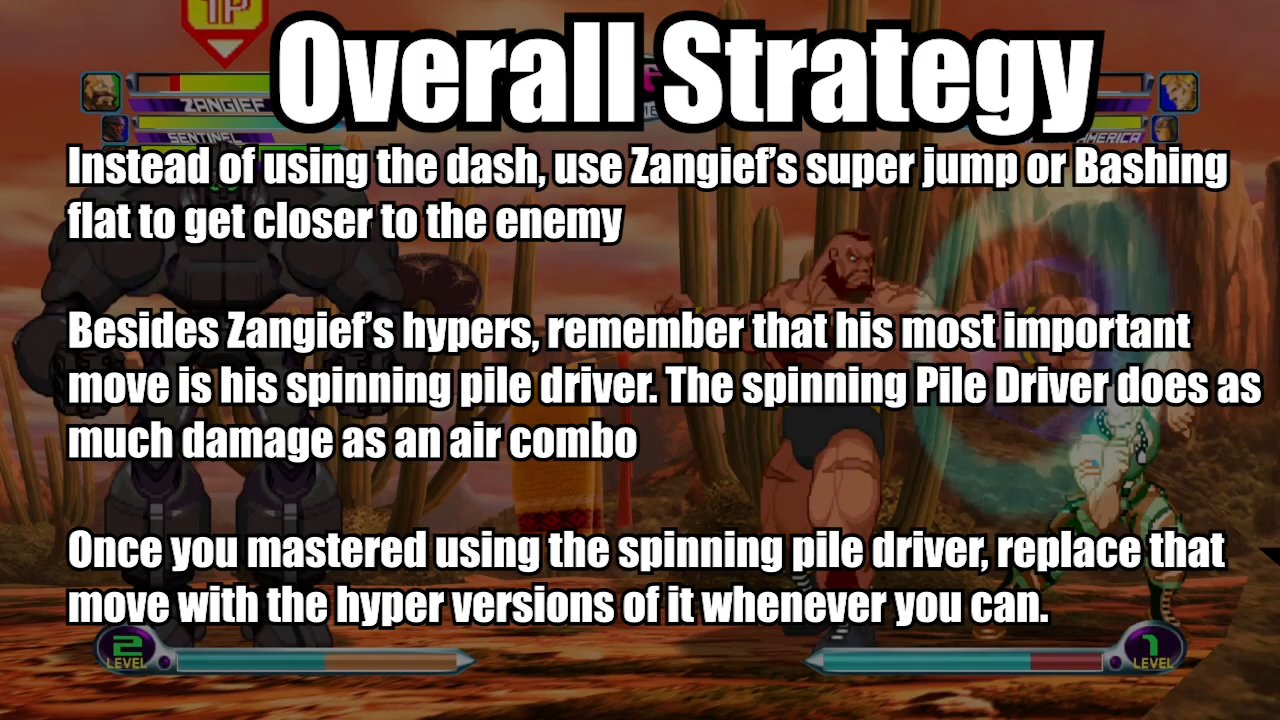 1P
Overall Strategy
ZANGIEF
SENTINEL
AMERICA
Instead of using the dash, use Zangief's super jump or Bashing
flat to get closer to the enemy
Besides Zangief's hypers, remember that his most important
move is his spinning pile driver. The spinning Pile Driver does as
much damage as an air combo
Once you mastered using the spinning pile driver, replace that
move with the hyper versions of it whenever you can.
2
LEVEL
1
LEVEL